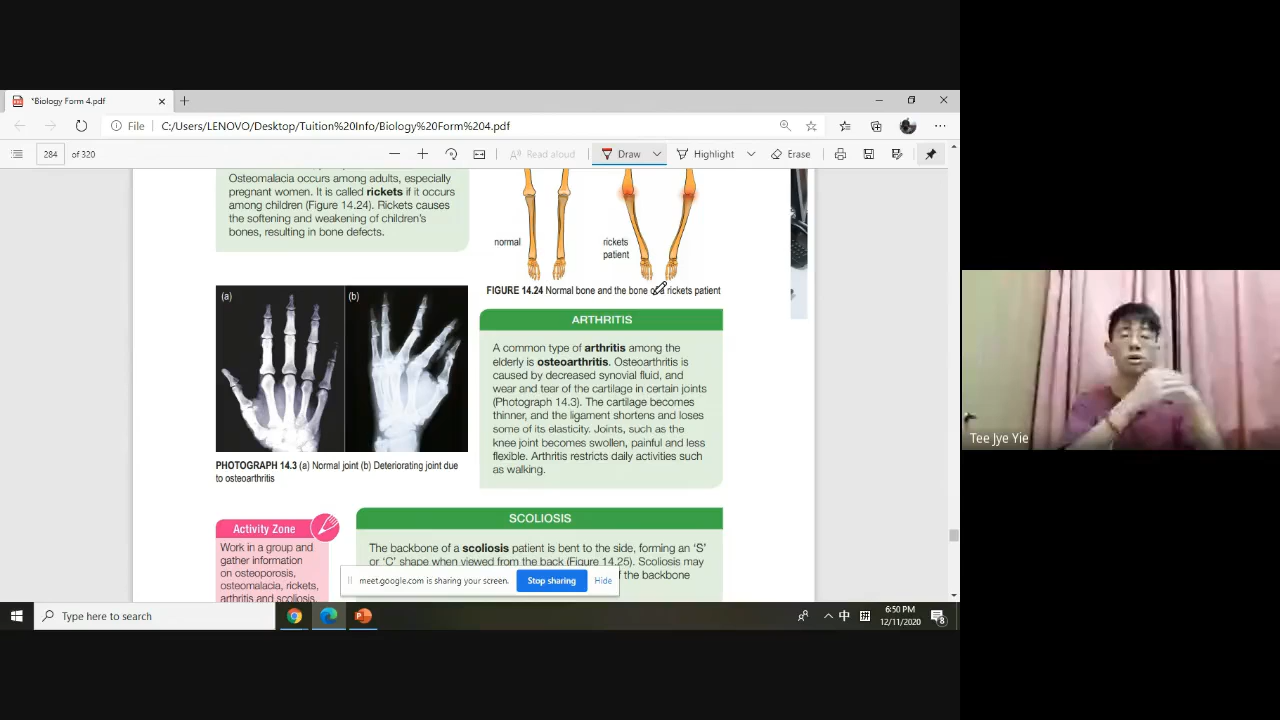 *Biology Form 4.pdf
File
C:/Users/LENOVO/Desktop/Tuition%20Info/Biology%20Form%204.pdf
284 of 320
Read aloud
Draw
Highlight
Erase
Osteomalacia occurs among adults, especially
pregnant women. It is called rickets if it occurs
among children (Figure 14.24). Rickets causes
the softening and weakening of children's
bones, resulting in bone defects.
normal
rickets
patient
FIGURE 14.24 Normal bone and the bone of a rickets patient
(a)
(b)
PHOTOGRAPH 14.3 (a) Normal joint (b) Deteriorating joint due
to osteoarthritis
ARTHRITIS
A common type of arthritis among the
elderly is osteoarthritis. Osteoarthritis is
caused by decreased synovial fluid, and
wear and tear of the cartilage in certain joints
(Photograph 14.3). The cartilage becomes
thinner, and the ligament shortens and loses
some of its elasticity. Joints, such as the
knee joint becomes swollen, painful and less
flexible. Arthritis restricts daily activities such
as walking.
Activity Zone
Work in a group and
gather information
on osteoporosis,
osteomalacia, rickets,
arthritis and scoliosis.
SCOLIOSIS
The backbone of a scoliosis patient is bent to the side, forming an 'S'
or 'C' shape when viewed from the back (Figure 14.25). Scoliosis may
the backbone
meet.google.com is sharing your screen.
Stop sharing
Hide
Type here to search
中
6:50 PM
12/11/2020
8
Tee Jye Yie